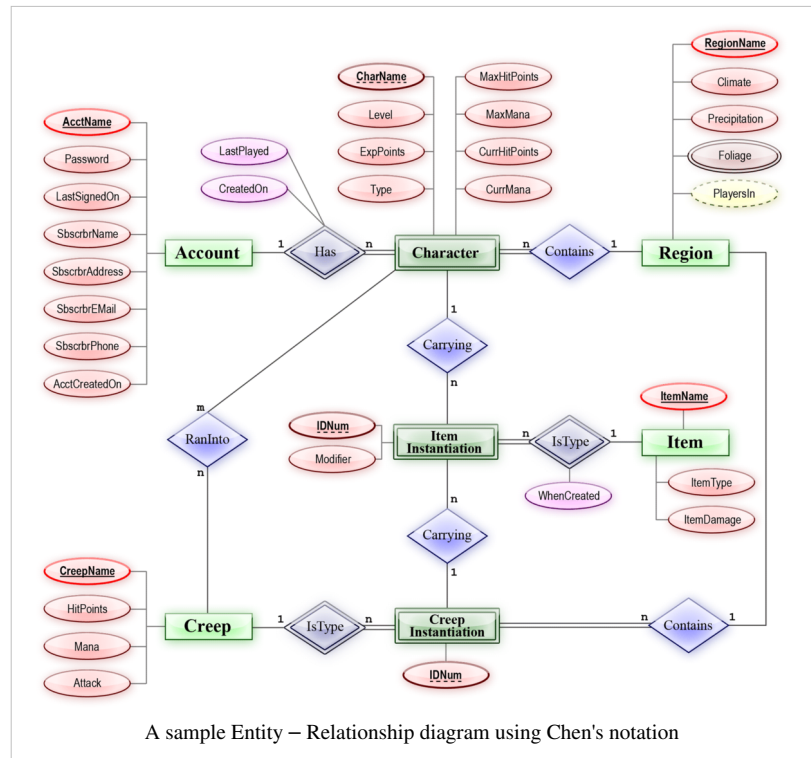 RegionName
CharName
MaxHitPoints
Climate
AcctName
Level
MaxMana
Precipitation
Password
LastPlayed
ExpPoints
CurrHitPoints
Foliage
LastSignedOn
CreatedOn
Type
CurrMana
PlayersIn
SbscrbrName
Account
1
Has
n
Character
n
Contains
1
Region
SbscrbrAddress
SbscrbrEMail
1
SbscrbrPhone
Carrying
AcctCreatedOn
n
ItemName
m
IDNum
RanInto
Item
Instantiation
n
IsType
1
Item
Modifier
n
n
WhenCreated
ItemType
ItemDamage
Carrying
CreepName
1
HitPoints
Creep
1
IsType
n
Creep
Instantiation
n
Contains
1
Mana
IDNum
Attack
A sample Entity – Relationship diagram using Chen's notation